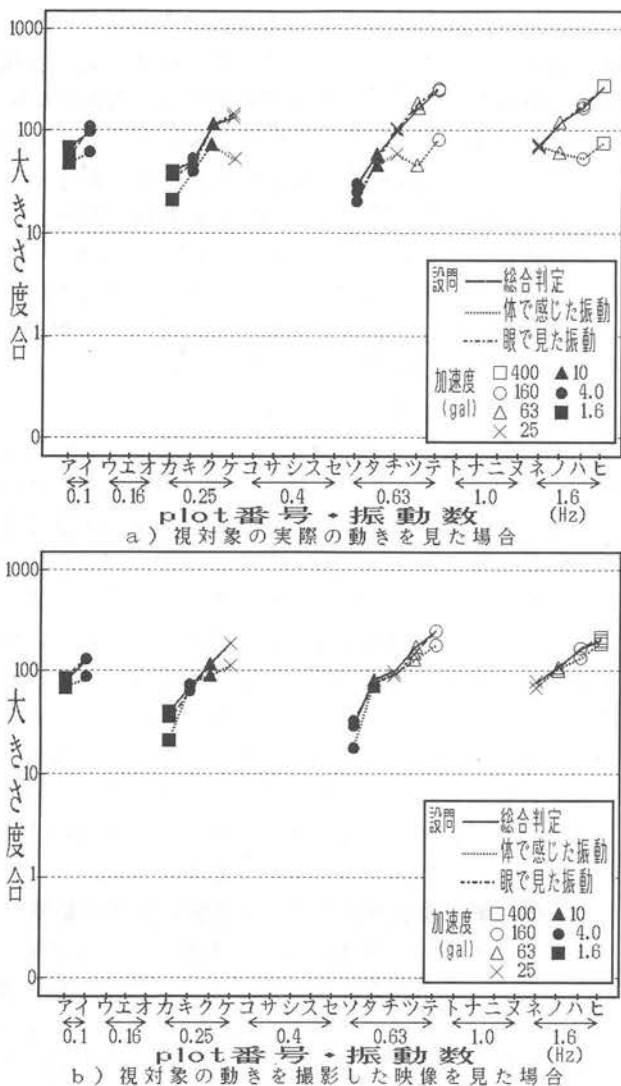 1000
100
10
1
0
大きさ度合
設問 総合判定
体で感じた振動
眼で見た振動
加速度 □400 ▲10
(gal) ○160 ●4.0
△63 ■1.6
×25
アイウエオカキクケコサシスセソタチツテトナニヌネノハヒ
0.1 0.16 0.25 0.4 0.63 1.0 1.6
plot番号・振動数 (Hz)
a）視対象の実際の動きを見た場合
1000
100
10
1
0
大きさ度合
設問 総合判定
体で感じた振動
眼で見た振動
加速度 □400 ▲10
(gal) ○160 ●4.0
△63 ■1.6
×25
アイウエオカキクケコサシスセソタチツテトナニヌネノハヒ
0.1 0.16 0.25 0.4 0.63 1.0 1.6
plot番号・振動数 (Hz)
b）視対象の動きを撮影した映像を見た場合